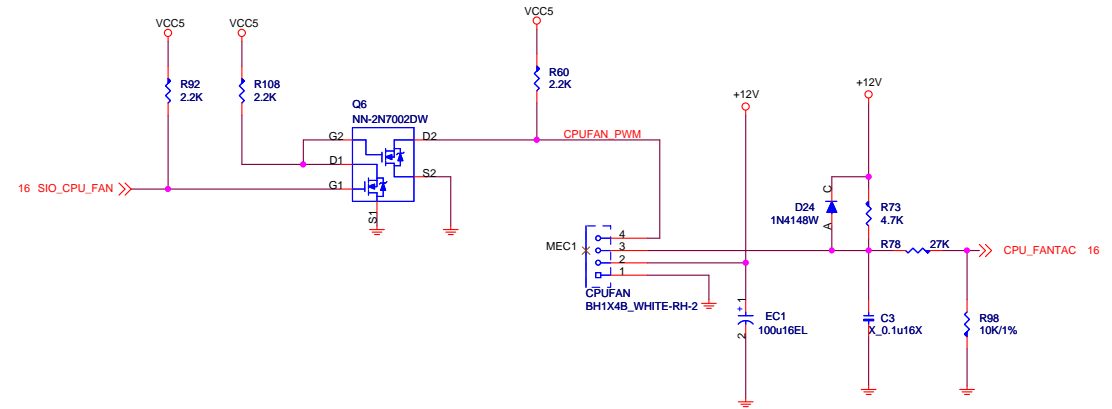 VCC5
VCC5
VCC5
R92
2.2K
R108
2.2K
R60
2.2K
+12V
+12V
Q6
NN-2N7002DW
G2
D2
CPUFAN_PWM
D1
S2
16 SIO_CPU_FAN
G1
S1
D24
1N4148W
C
A
R73
4.7K
MEC1
4
3
2
1
R78
27K
CPU_FANTAC 16
CPUFAN
BH1X4B_WHITE-RH-2
+
1
2
EC1
100u16EL
C3
X_0.1u16X
R98
10K/1%